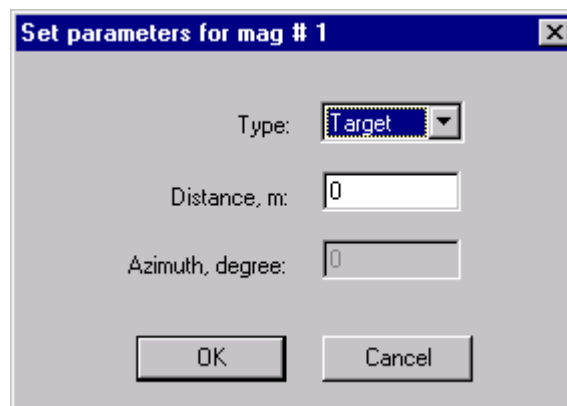 Set parameters for mag # 1
Type: Target
Distance, m: 0
Azimuth, degree: 0
OK Cancel